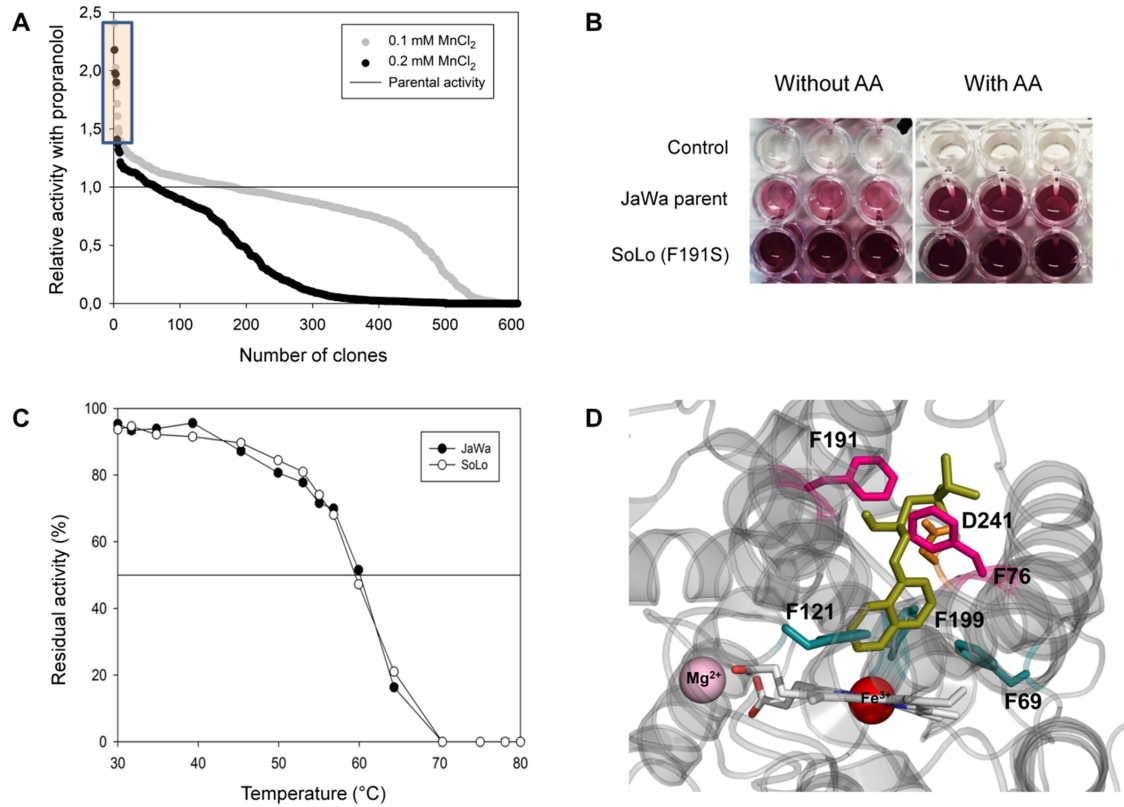 A
Relative activity with propranolol
2,5
2,0
1,5
1,0
0,5
0,0
0.1 mM MnCl2
0.2 mM MnCl2
Parental activity
0 100 200 300 400 500 600
Number of clones
B
Without AA With AA
Control
JaWa parent
SoLo (F191S)
C
Residual activity (%)
100
80
60
40
20
0
JaWa
SoLo
30 40 50 60 70 80
Temperature (°C)
D
F191
D241
F76
F121
F199
Mg2+
Fe3+
F69